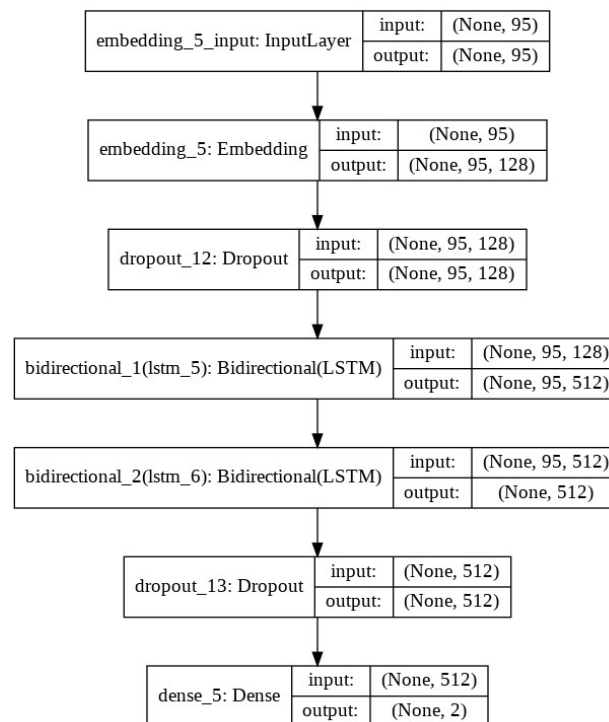 embedding_5_input: InputLayer
input: (None, 95)
output: (None, 95)
embedding_5: Embedding
input: (None, 95)
output: (None, 95, 128)
dropout_12: Dropout
input: (None, 95, 128)
output: (None, 95, 128)
bidirectional_1(lstm_5): Bidirectional(LSTM)
input: (None, 95, 128)
output: (None, 95, 512)
bidirectional_2(lstm_6): Bidirectional(LSTM)
input: (None, 95, 512)
output: (None, 512)
dropout_13: Dropout
input: (None, 512)
output: (None, 512)
dense_5: Dense
input: (None, 512)
output: (None, 2)